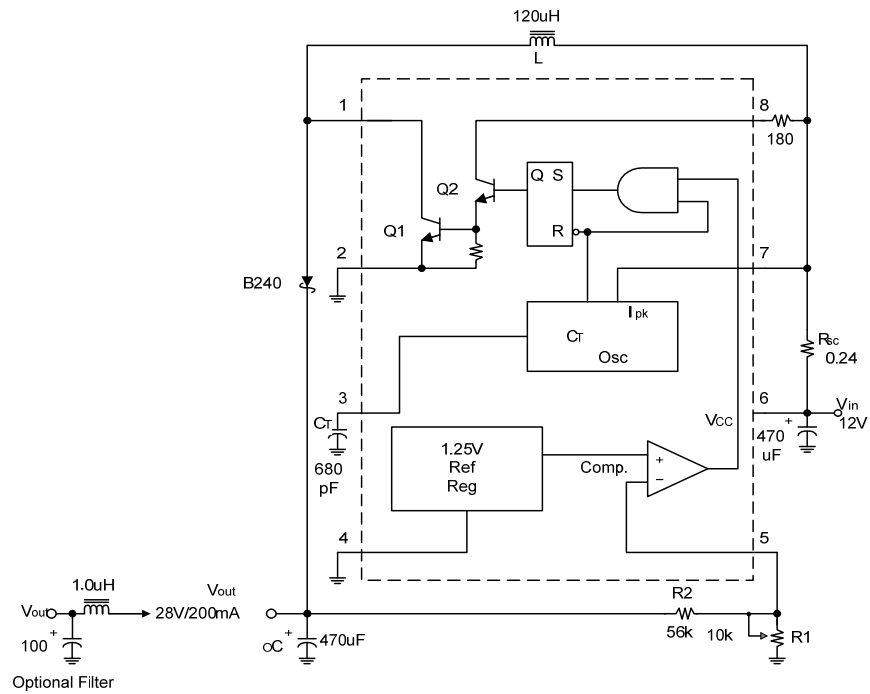 120uH
L
1
8
180
Q S
Q2
Q1
R
2
7
B240
Ipk
CT
Osc
Rsc
0.24
3
6
Vin
12V
CT
VCC
470
uF
+
680
pF
1.25V
Ref
Reg
Comp.
+
−
4
5
1.0uH
Vout
Vout
28V/200mA
R2
56k
10k
R1
100
+
oC
+
470uF
Optional Filter